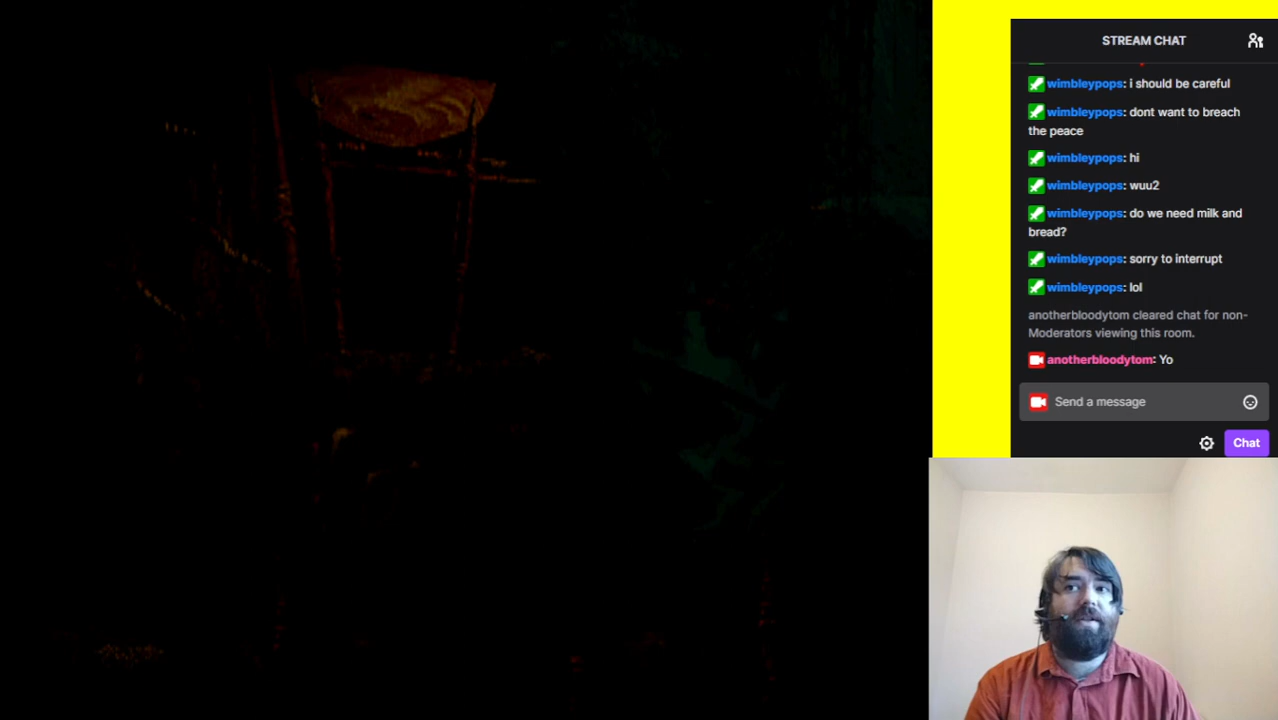 STREAM CHAT
wimbleypops: i should be careful
wimbleypops: dont want to breach
the peace
wimbleypops: hi
wimbleypops: wuu2
wimbleypops: do we need milk and
bread?
wimbleypops: sorry to interrupt
wimbleypops: lol
anotherbloodytom cleared chat for non-
Moderators viewing this room.
anotherbloodytom: Yo
Send a message
Chat